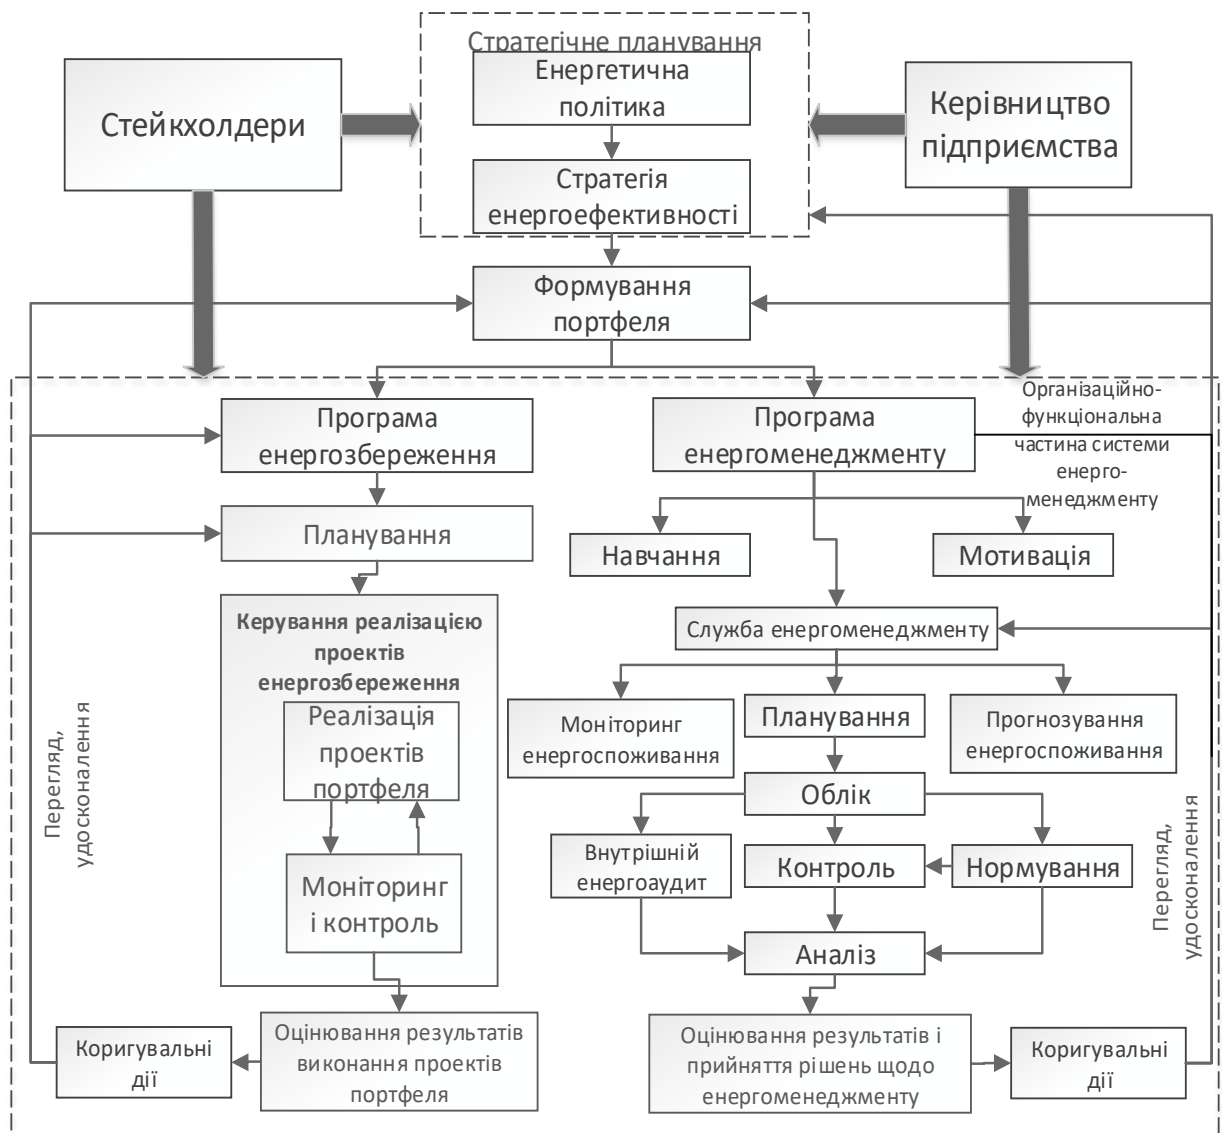 Стратегічне планування
Енергетична
політика
Стейкхолдери
Керівництво
підприємства
Стратегія
енергоефективності
Формування
портфеля
Організаційно-
функціональна
частина системи
енерго-
менеджменту
Програма
енергозбереження
Програма
енергоменеджменту
Планування
Навчання
Мотивація
Керування реалізацією
проектів
енергозбереження
Служба енергоменеджменту
Реалізація
проектів
портфеля
Моніторинг
енергоспоживання
Планування
Прогнозування
енергоспоживання
Перегляд,
удосконалення
Облік
Перегляд,
удосконалення
Внутрішній
енергоаудит
Контроль
Нормування
Моніторинг
і контроль
Аналіз
Коригувальні
дії
Оцінювання результатів
виконання проектів
портфеля
Оцінювання результатів і
прийняття рішень щодо
енергоменеджменту
Коригувальні
дії